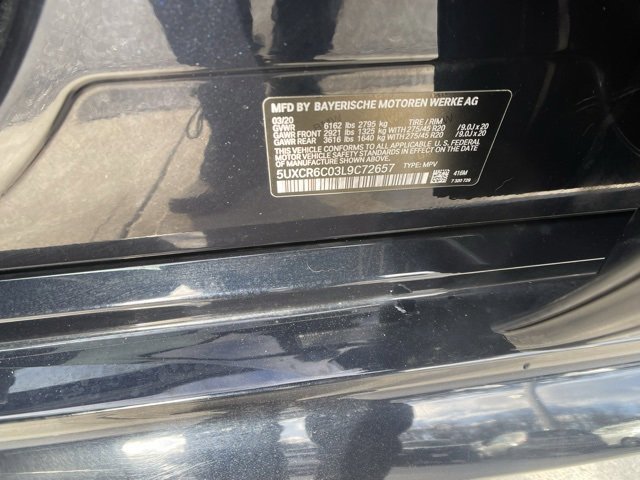 MFD BY BAYERISCHE MOTOREN WERKE AG
03/20
GVWR 6162 lbs 2795 kg TIRE / RIM
GAWR FRONT 2921 lbs 1325 kg WITH 275/45 R20 /9.0J x 20
GAWR REAR 3616 lbs 1640 kg WITH 275/45 R20 /9.0J x 20
THIS VEHICLE CONFORMS TO ALL APPLICABLE U.S. FEDERAL
MOTOR VEHICLE SAFETY STANDARDS IN EFFECT ON THE
DATE OF MANUFACTURE SHOWN ABOVE.
5UXCR6C03L9C72657 TYPE: MPV
416M